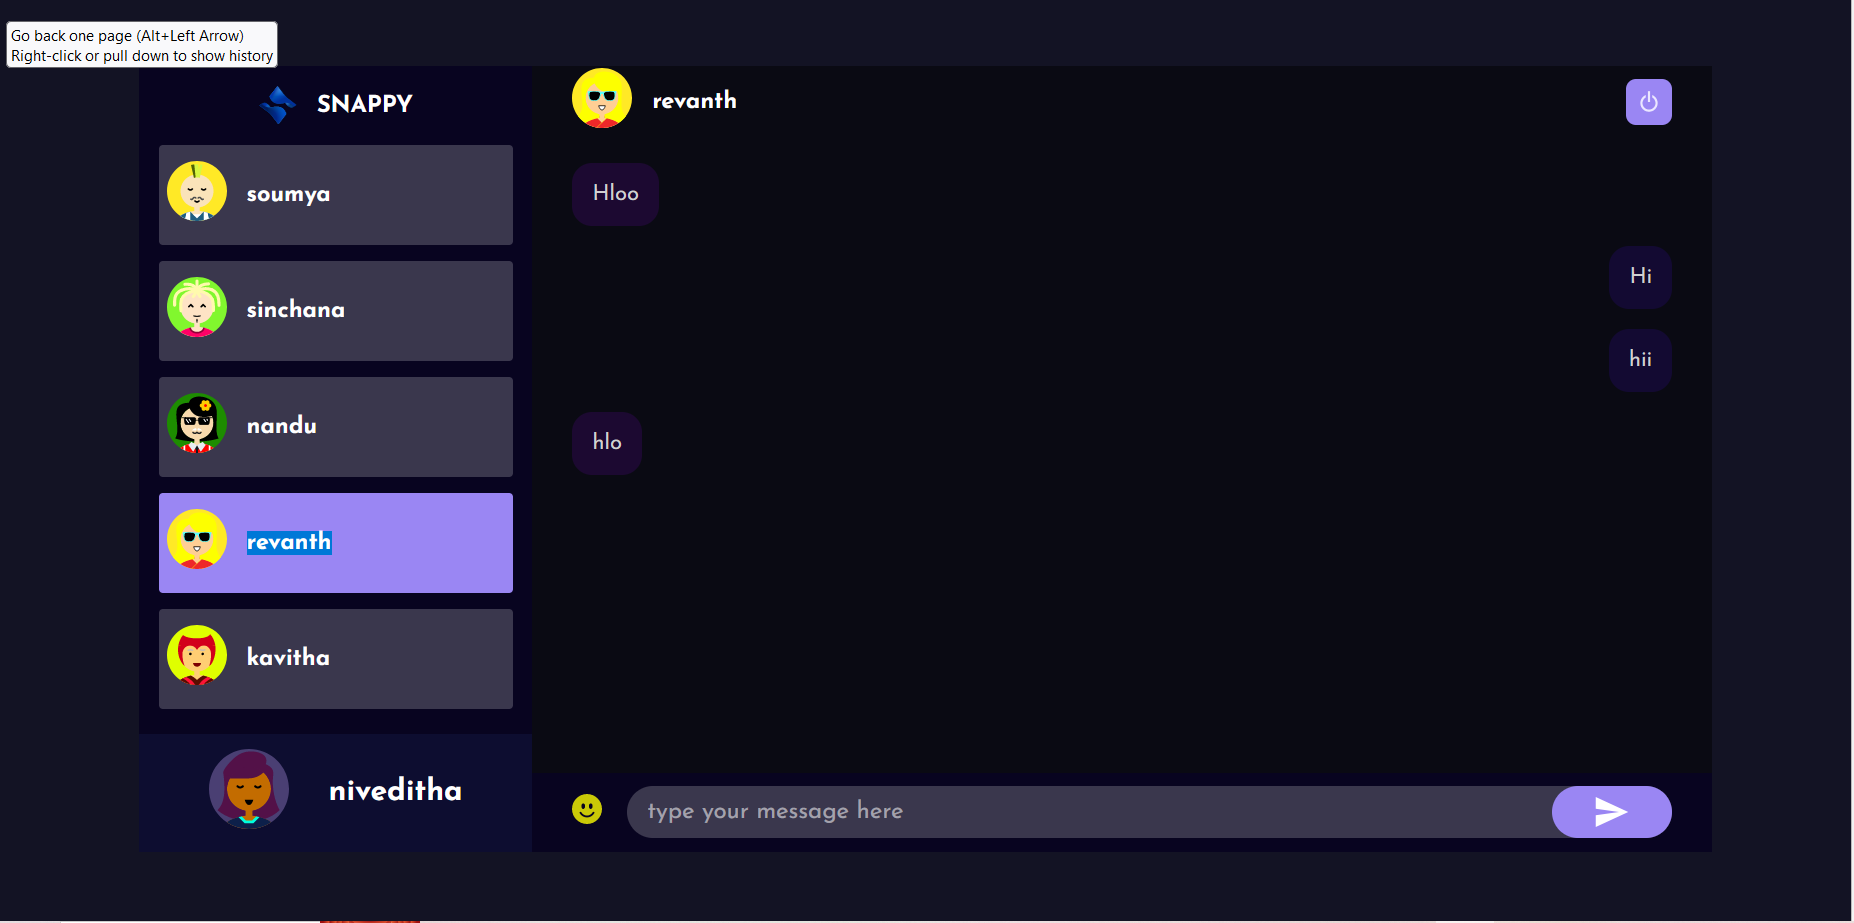 Go back one page (Alt+Left Arrow)
Right-click or pull down to show history
SNAPPY
soumya
sinchana
nandu
revanth
kavitha
niveditha
revanth
Hloo
Hi
hii
hlo
type your message here